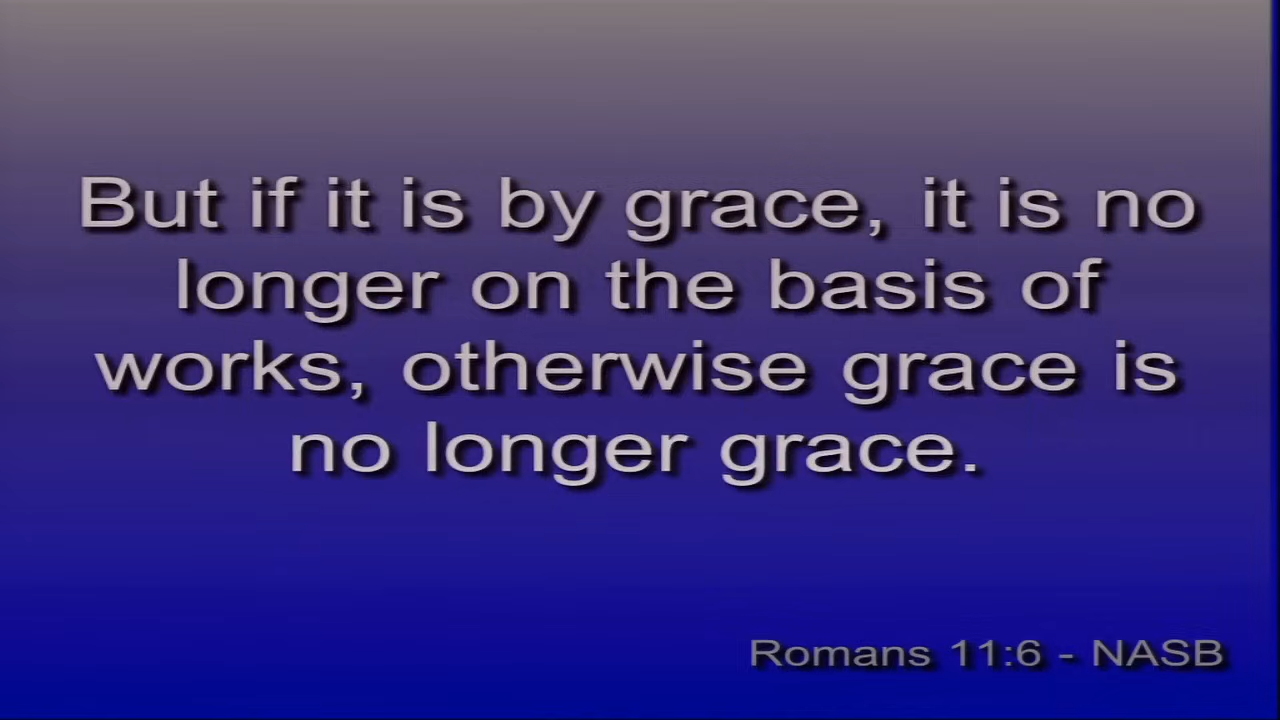 But if it is by grace, it is no
longer on the basis of
works, otherwise grace is
no longer grace.
Romans 11:6 - NASB